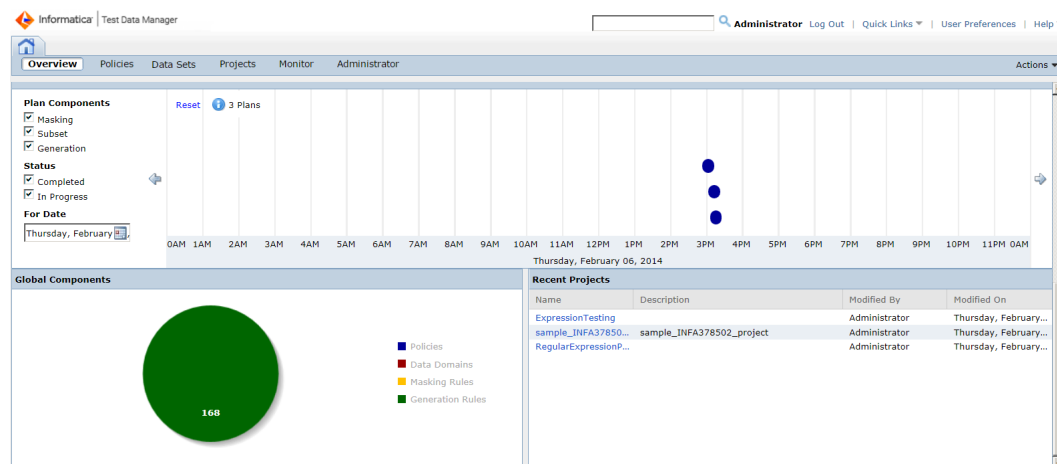 Informatica Test Data Manager
Administrator Log Out | Quick Links | User Preferences | Help
Overview Policies Data Sets Projects Monitor Administrator Actions
Plan Components
Masking
Subset
Generation
Status
Completed
In Progress
For Date
Thursday, February
Reset 3 Plans
0AM 1AM 2AM 3AM 4AM 5AM 6AM 7AM 8AM 9AM 10AM 11AM 12PM 1PM 2PM 3PM 4PM 5PM 6PM 7PM 8PM 9PM 10PM 11PM 0AM
Thursday, February 06, 2014
Global Components
168
Policies
Data Domains
Masking Rules
Generation Rules
Recent Projects
Name Description Modified By Modified On
ExpressionTesting Administrator Thursday, February...
sample_INFA37850... sample_INFA378502_project Administrator Thursday, February...
RegularExpressionP... Administrator Thursday, February...